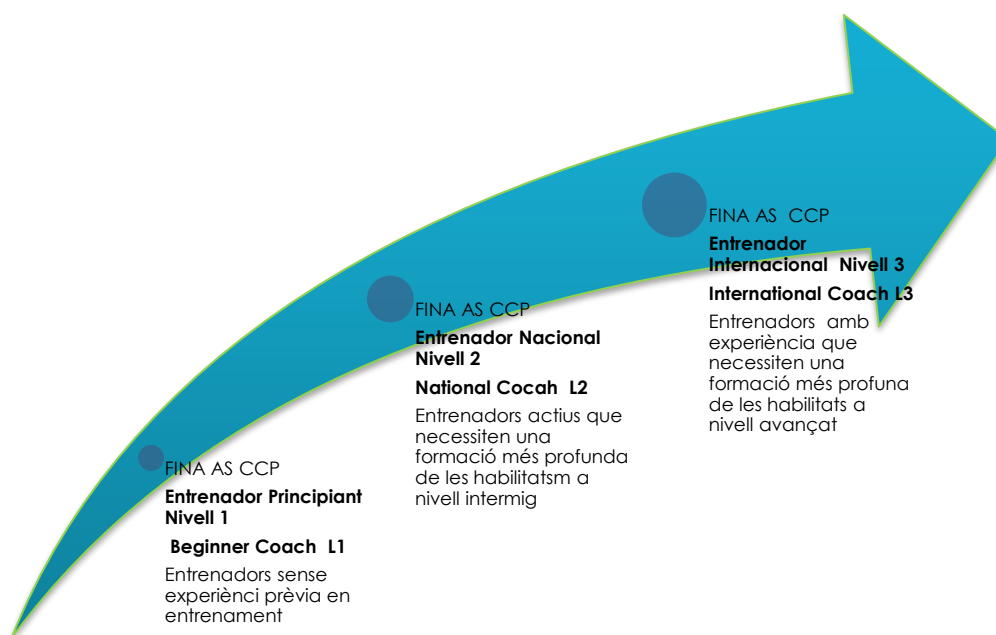 FINA AS CCP
Entrenador Principiant
Nivell 1
Beginner Coach L1
Entrenadors sense
experiènci prèvia en
entrenament
FINA AS CCP
Entrenador Nacional
Nivell 2
National Cocah L2
Entrenadors actius que
necessiten una
formació més profunda
de les habilitatsm a
nivell intermig
FINA AS CCP
Entrenador
Internacional Nivell 3
International Coach L3
Entrenadors amb
experiència que
necessiten una
formació més profuna
de les habilitats a
nivell avançat